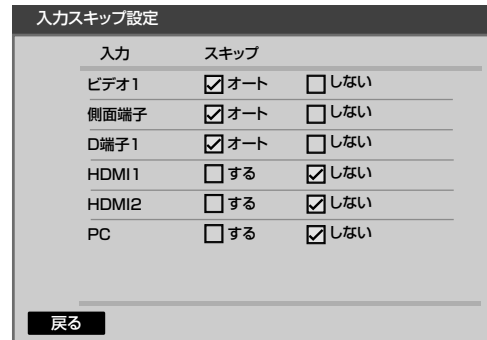 入力スキップ設定
入力 スキップ
ビデオ1 オート しない
側面端子 オート しない
D端子1 オート しない
HDMI1 する しない
HDMI2 する しない
PC する しない
戻る